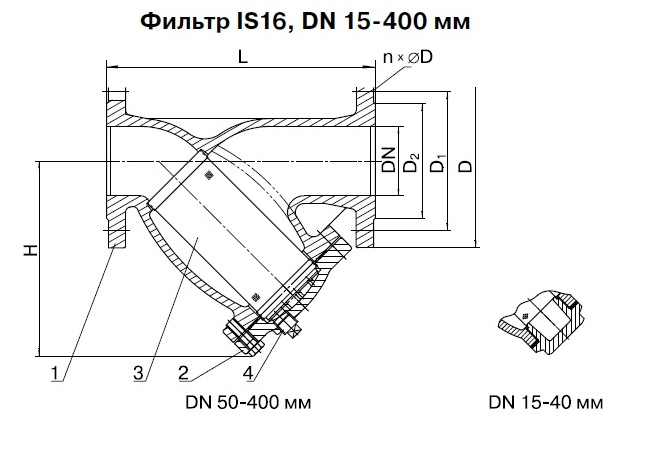 Фильтр IS16, DN 15-400 мм
L
n × ⌀D
DN
D₂
D₁
D
H
1
3
2
4
DN 50-400 мм
DN 15-40 мм